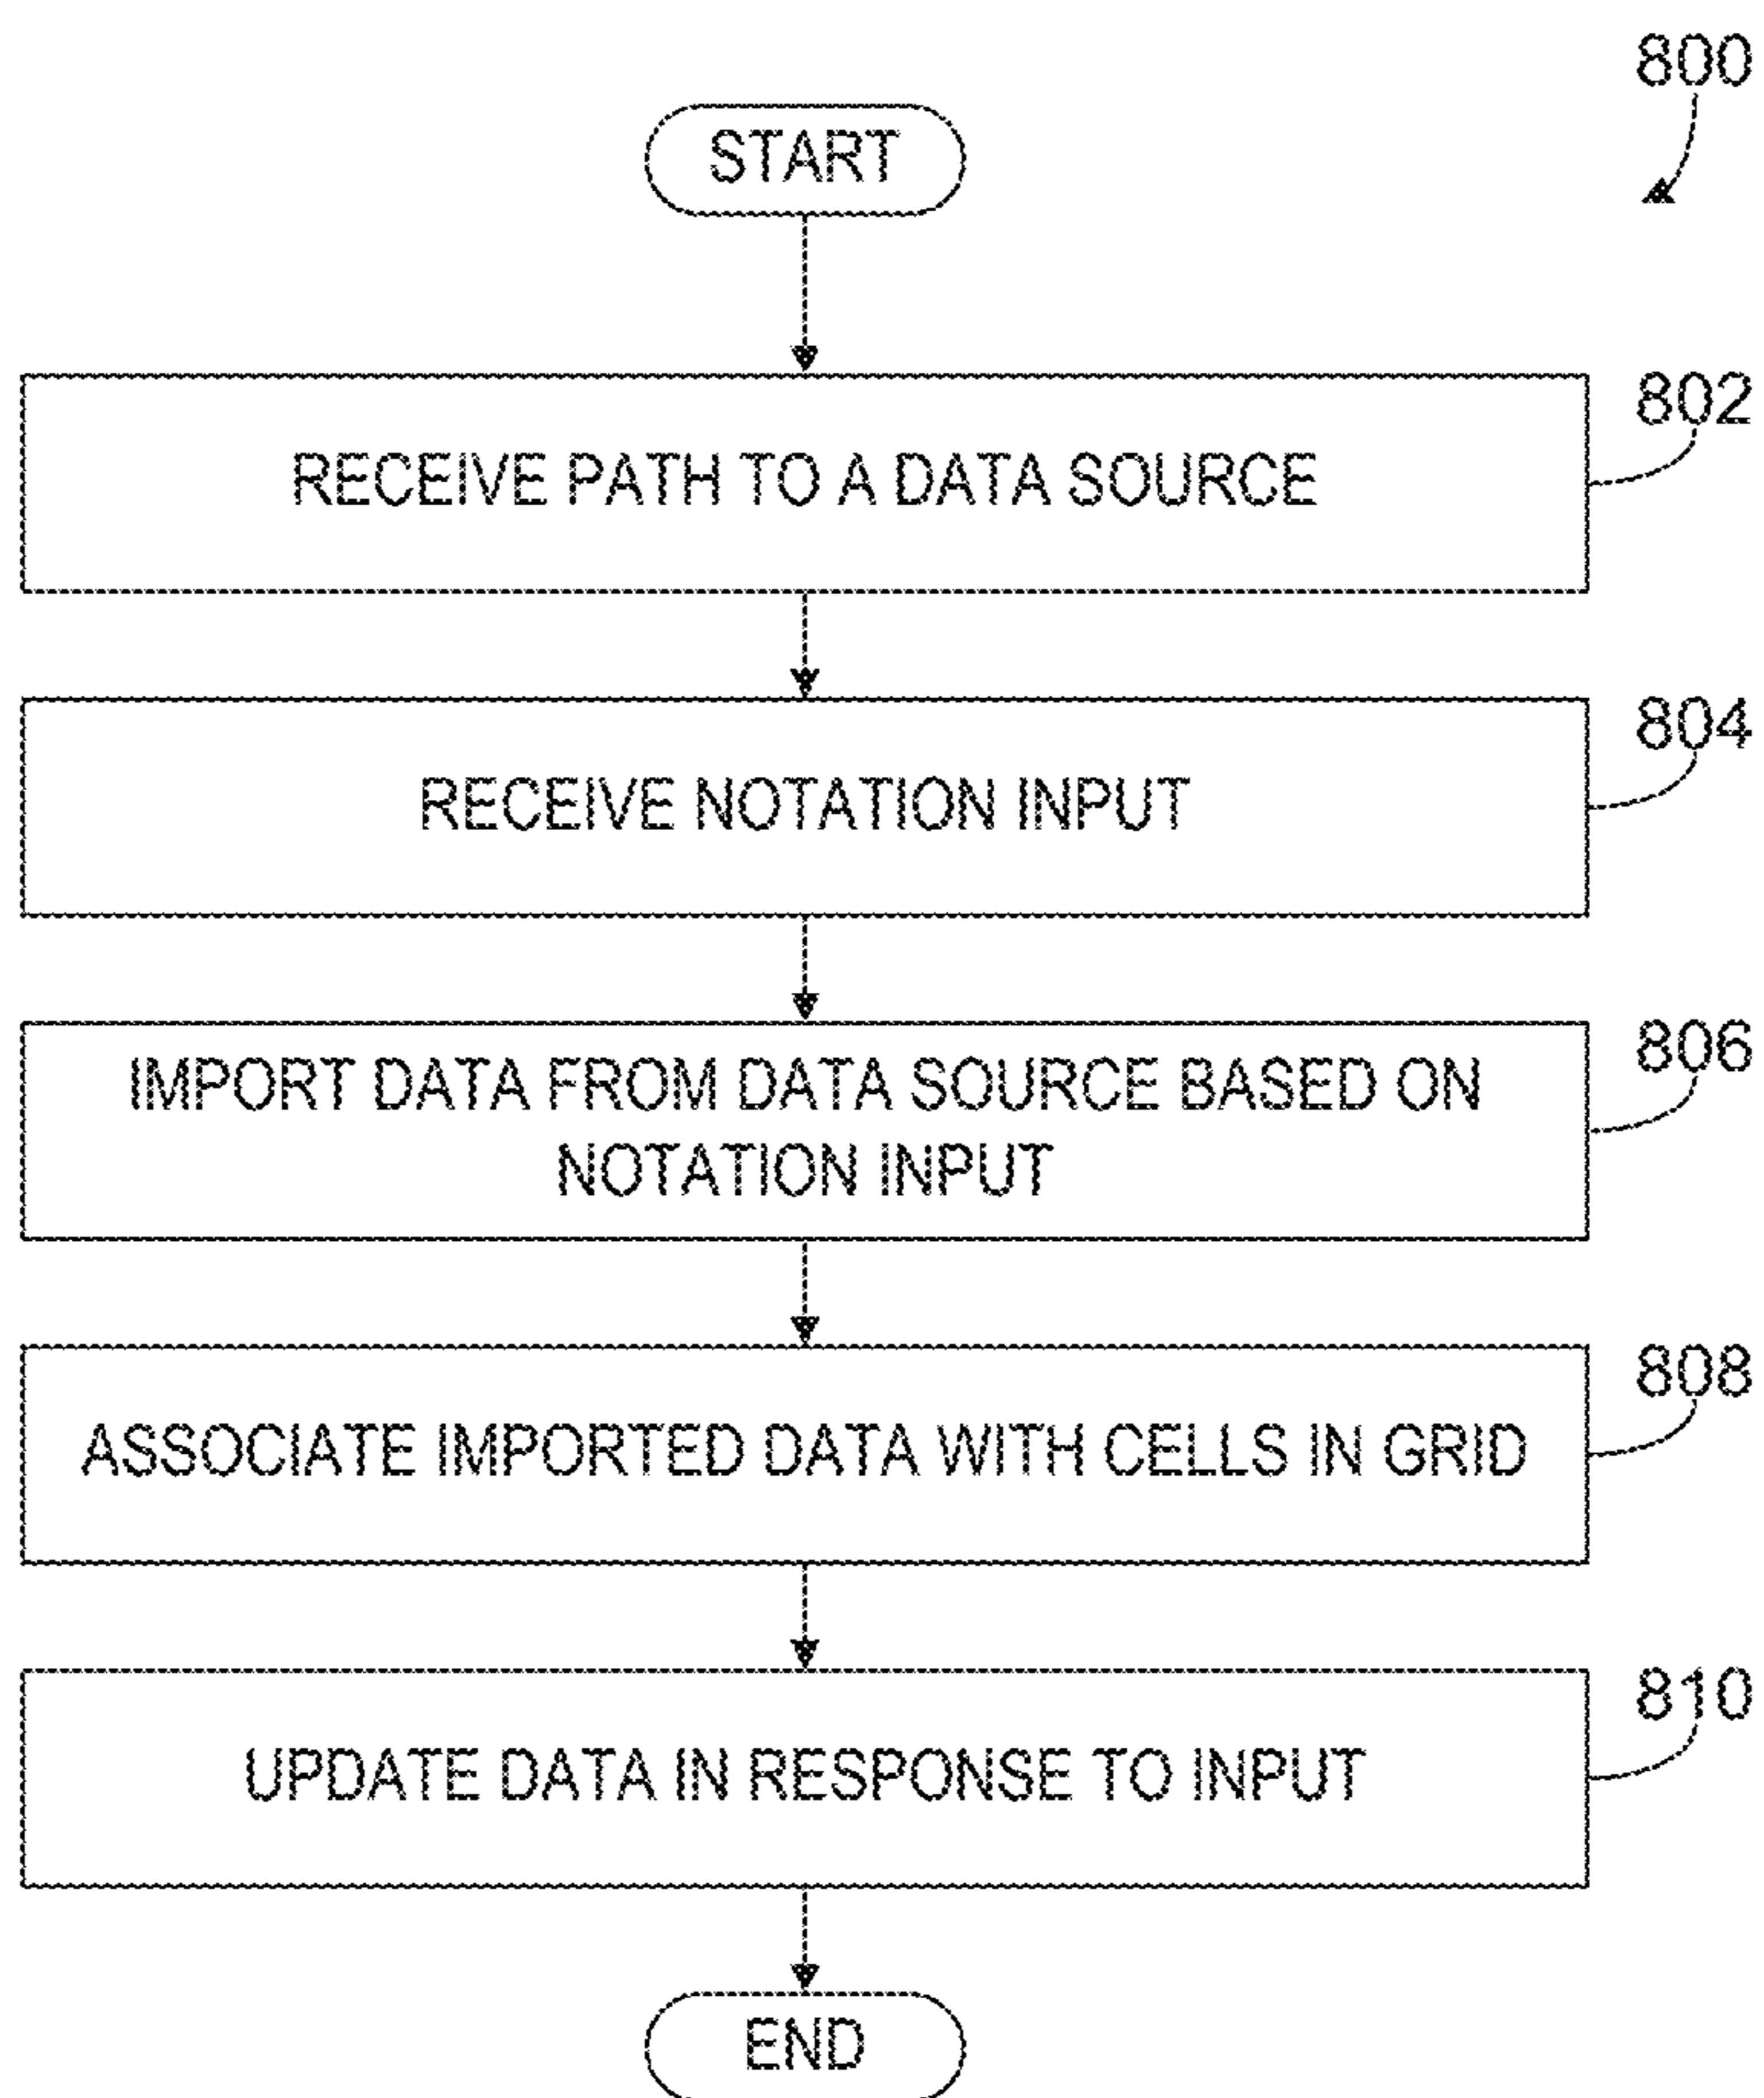 800
START
802
RECEIVE PATH TO A DATA SOURCE
804
RECEIVE NOTATION INPUT
806
IMPORT DATA FROM DATA SOURCE BASED ON
NOTATION INPUT
808
ASSOCIATE IMPORTED DATA WITH CELLS IN GRID
810
UPDATE DATA IN RESPONSE TO INPUT
END